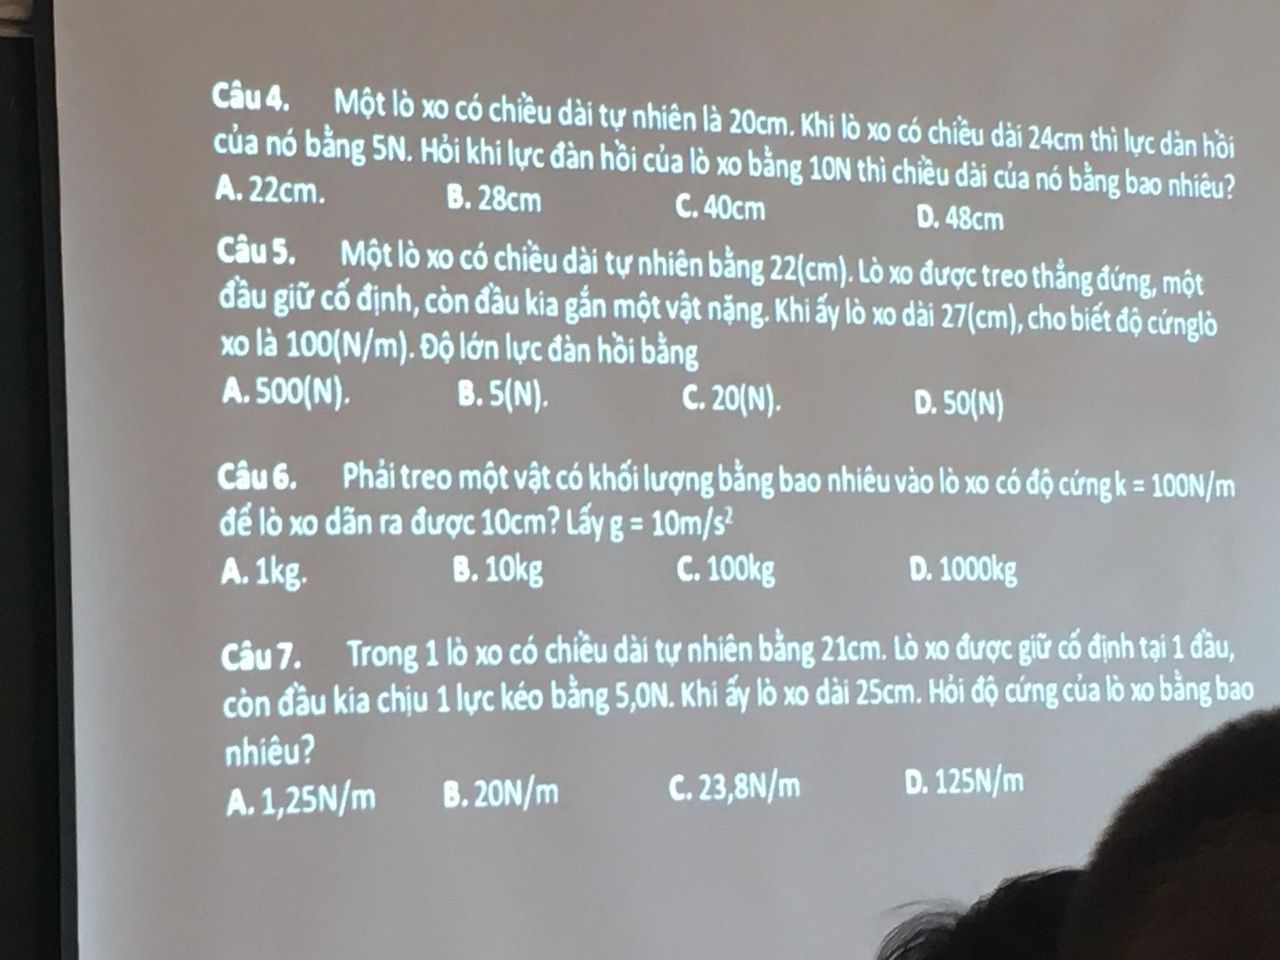 Câu 4. Một lò xo có chiều dài tự nhiên là 20cm. Khi lò xo có chiều dài 24cm thì lực dàn hồi
của nó bằng 5N. Hỏi khi lực đàn hồi của lò xo bằng 10N thì chiều dài của nó bằng bao nhiêu?
A. 22cm. B. 28cm C. 40cm D. 48cm
Câu 5. Một lò xo có chiều dài tự nhiên bằng 22(cm). Lò xo được treo thẳng đứng, một
đầu giữ cố định, còn đầu kia gắn một vật nặng. Khi ấy lò xo dài 27(cm), cho biết độ cứnglò
xo là 100(N/m). Độ lớn lực đàn hồi bằng
A. 500(N). B. 5(N). C. 20(N). D. 50(N)
Câu 6. Phải treo một vật có khối lượng bằng bao nhiêu vào lò xo có độ cứng k = 100N/m
để lò xo dãn ra được 10cm? Lấy g = 10m/s²
A. 1kg. B. 10kg C. 100kg D. 1000kg
Câu 7. Trong 1 lò xo có chiều dài tự nhiên bằng 21cm. Lò xo được giữ cố định tại 1 đầu,
còn đầu kia chịu 1 lực kéo bằng 5,0N. Khi ấy lò xo dài 25cm. Hỏi độ cứng của lò xo bằng bao
nhiêu?
A. 1,25N/m B. 20N/m C. 23,8N/m D. 125N/m